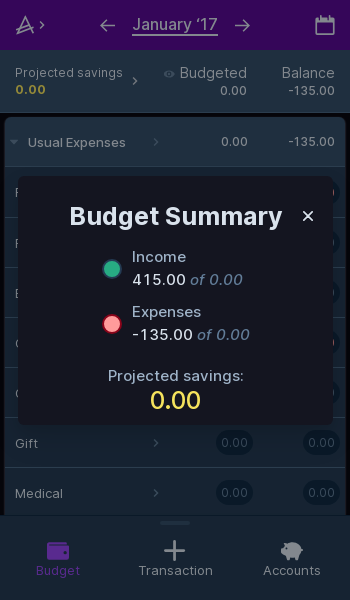 January ‘17
Projected savings
0.00
Budgeted
0.00
Balance
-135.00
Usual Expenses
0.00
-135.00
Budget Summary
Income
415.00 of 0.00
Expenses
-135.00 of 0.00
Projected savings:
0.00
Gift
0.00
0.00
Medical
0.00
0.00
Budget
Transaction
Accounts